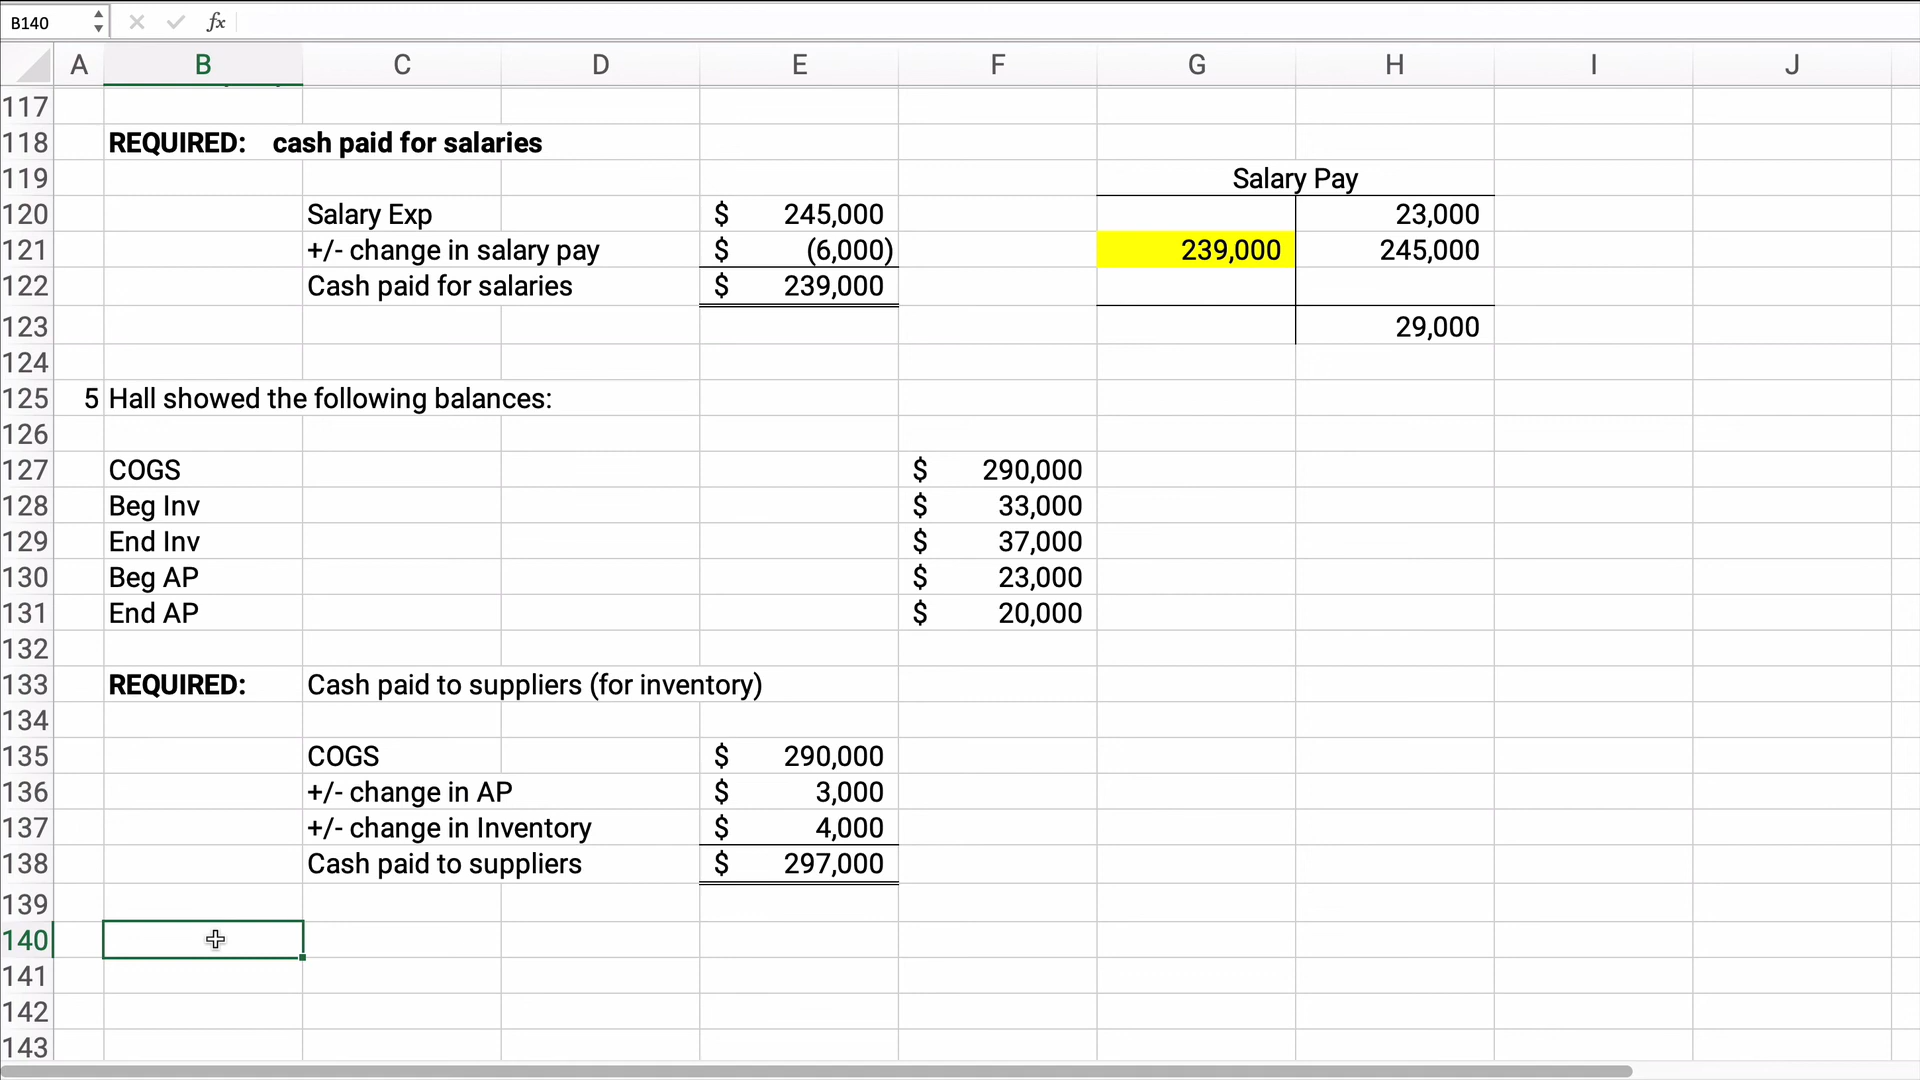 B140 fx
A B C D E F G H I J
117
118 REQUIRED: cash paid for salaries
119 Salary Pay
120 Salary Exp $ 245,000 23,000
121 +/- change in salary pay $ (6,000) 239,000 245,000
122 Cash paid for salaries $ 239,000
123 29,000
124
125 5 Hall showed the following balances:
126
127 COGS $ 290,000
128 Beg Inv $ 33,000
129 End Inv $ 37,000
130 Beg AP $ 23,000
131 End AP $ 20,000
132
133 REQUIRED: Cash paid to suppliers (for inventory)
134
135 COGS $ 290,000
136 +/- change in AP $ 3,000
137 +/- change in Inventory $ 4,000
138 Cash paid to suppliers $ 297,000
139
140
141
142
143